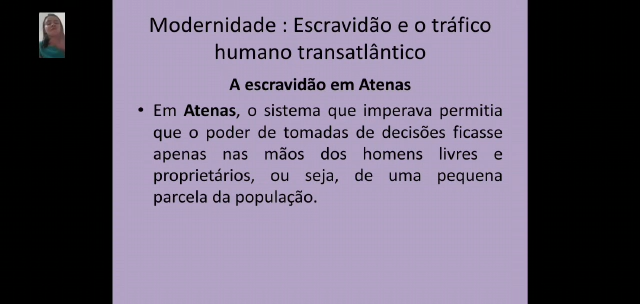 Modernidade : Escravidão e o tráfico
humano transatlântico
A escravidão em Atenas
• Em Atenas, o sistema que imperava permitia
que o poder de tomadas de decisões ficasse
apenas nas mãos dos homens livres e
proprietários, ou seja, de uma pequena
parcela da população.